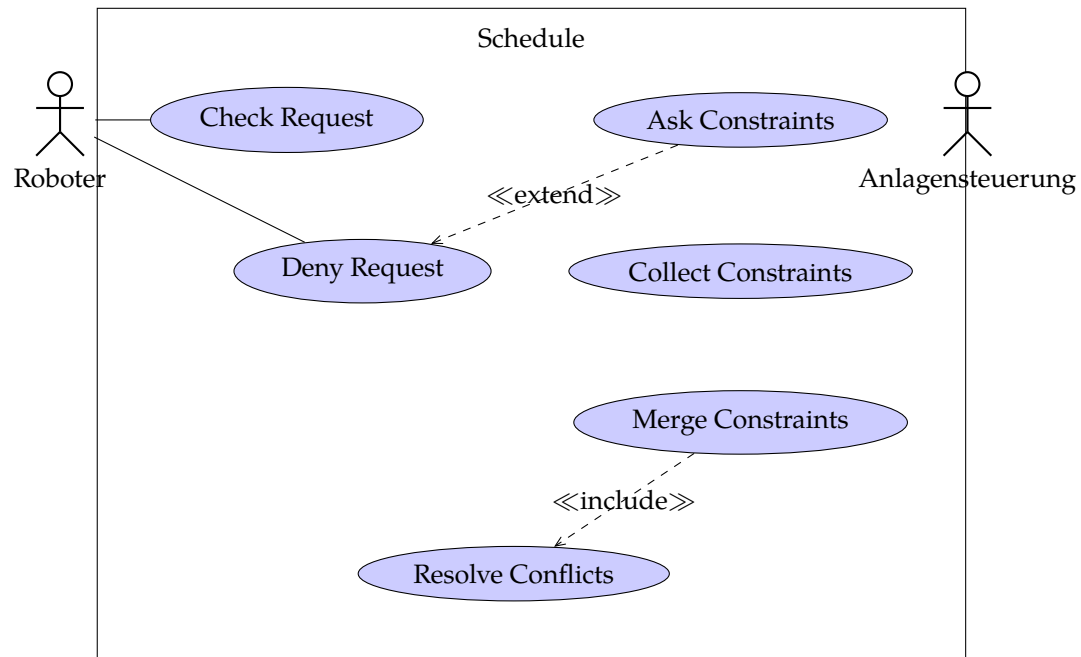 Schedule
Check Request
Ask Constraints
Roboter
Anlagensteuerung
≪extend≫
Deny Request
Collect Constraints
Merge Constraints
≪include≫
Resolve Conflicts